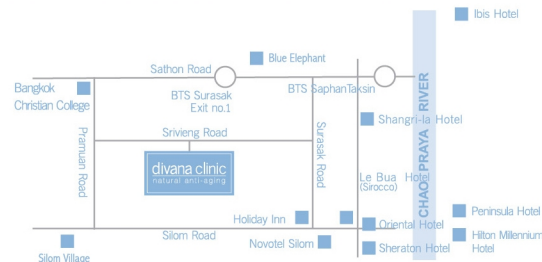 Ibis Hotel
Blue Elephant
Sathon Road
Bangkok
Christian College
BTS Surasak
Exit no.1
BTS SaphanTaksin
CHAO PRAYA RIVER
Shangri-la Hotel
Pramuan Road
Srivieng Road
Surasak Road
divana clinic
natural anti-aging
Le Bua Hotel
(Sirocco)
Holiday Inn
Oriental Hotel
Peninsula Hotel
Silom Road
Novotel Silom
Sheraton Hotel
Hilton Millennium
Hotel
Silom Village